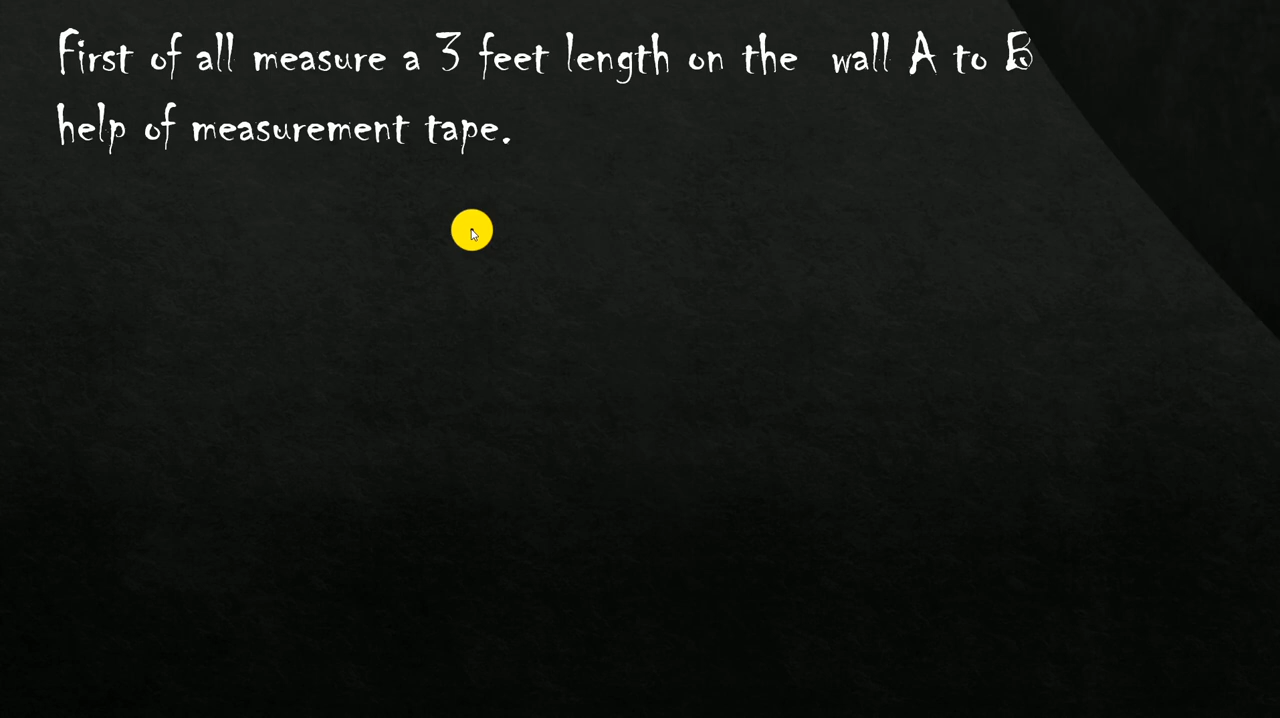 First of all measure a 3 feet length on the wall A to B
help of measurement tape.